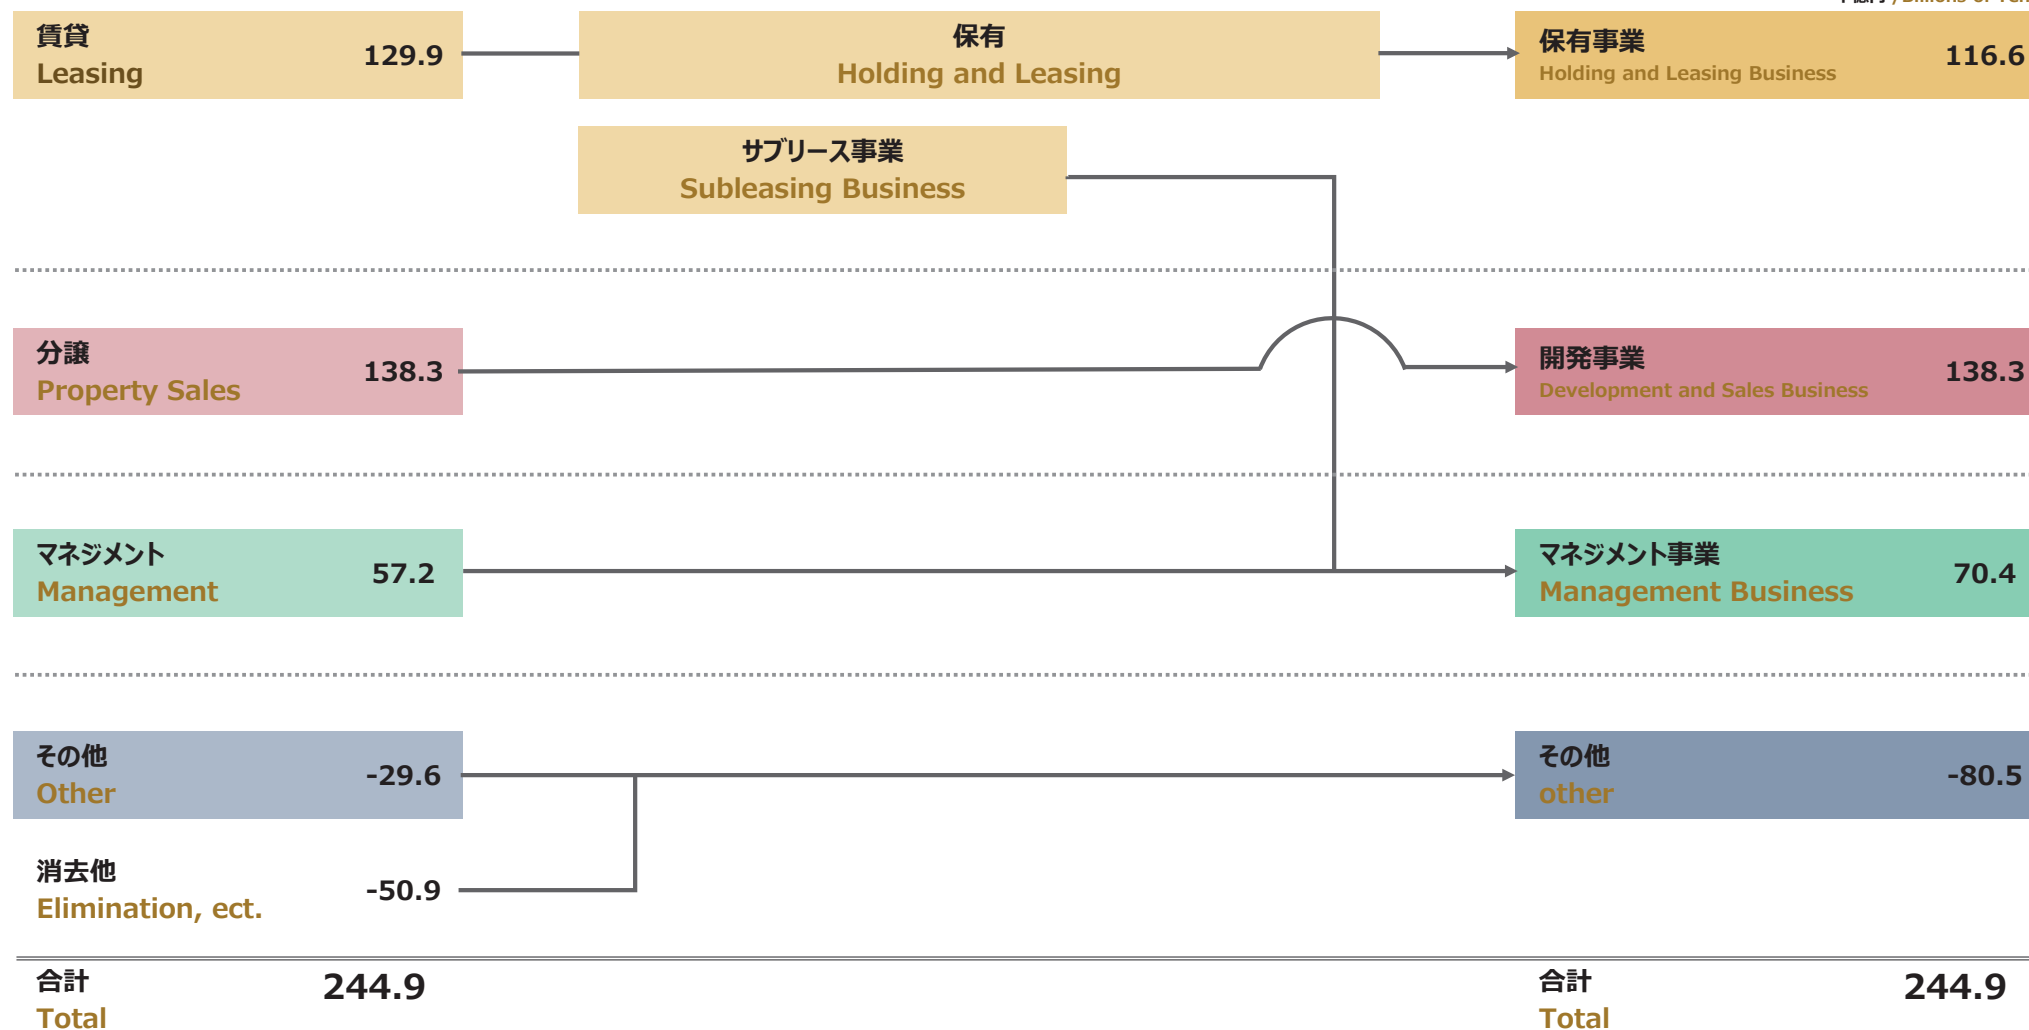 /Billions of Yen
賃貸
Leasing
129.9
保有
Holding and Leasing
保有事業
Holding and Leasing Business
116.6
サブリース事業
Subleasing Business
分譲
Property Sales
138.3
開発事業
Development and Sales Business
138.3
マネジメント
Management
57.2
マネジメント事業
Management Business
70.4
その他
Other
-29.6
その他
other
-80.5
消去他
Elimination, ect.
-50.9
合計
Total
244.9
合計
Total
244.9